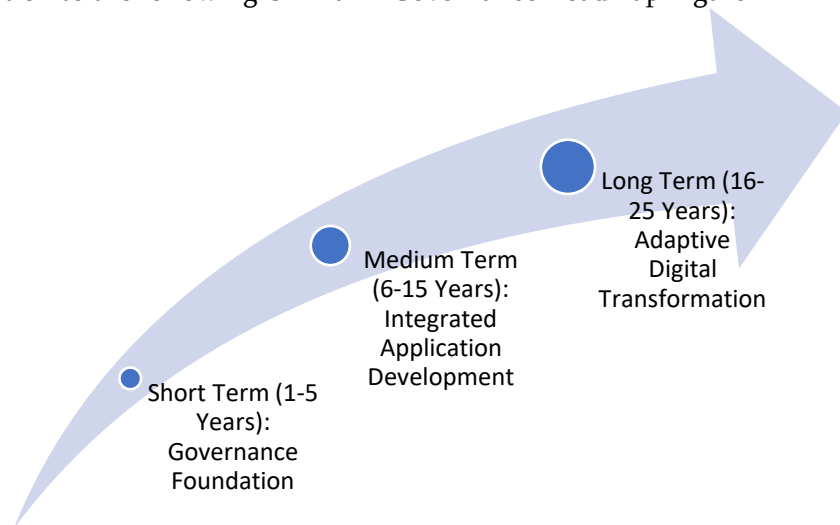 Long Term (16-
25 Years):
Adaptive
Digital
Transformation
Medium Term
(6-15 Years):
Integrated
Application
Development
Short Term (1-5
Years):
Governance
Foundation